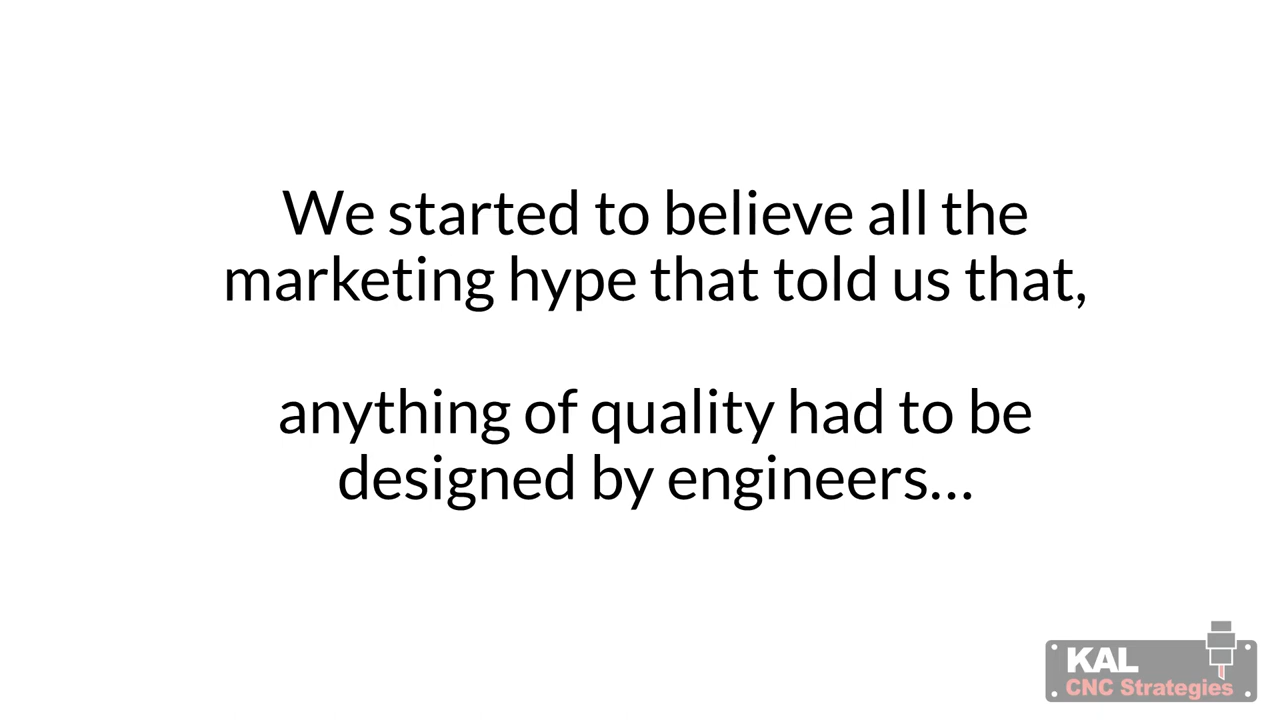 We started to believe all the
marketing hype that told us that,
anything of quality had to be
designed by engineers...
KAL
CNC Strategies